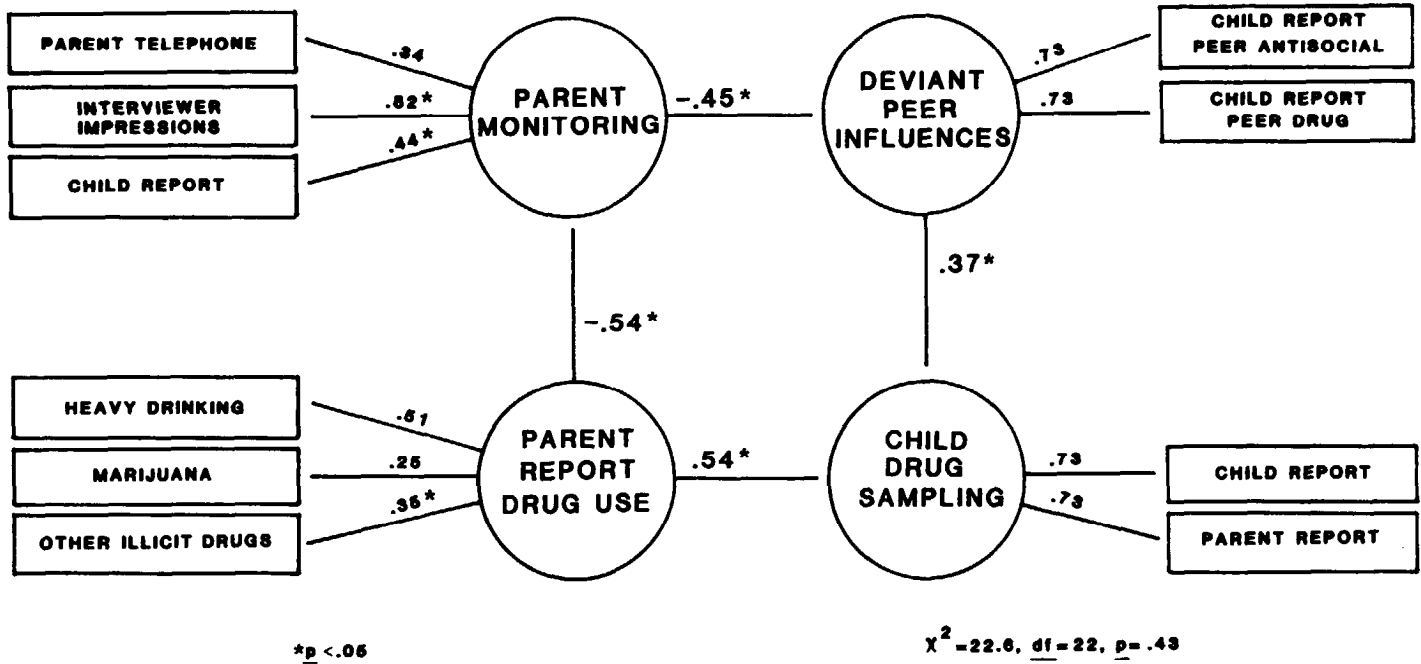 PARENT TELEPHONE
.34
INTERVIEWER
IMPRESSIONS
.82*
CHILD REPORT
.44*
PARENT
MONITORING
-.45*
DEVIANT
PEER
INFLUENCES
.73
CHILD REPORT
PEER ANTISOCIAL
.73
CHILD REPORT
PEER DRUG
-.54*
.37*
HEAVY DRINKING
.51
MARIJUANA
.25
OTHER ILLICIT DRUGS
.35*
PARENT
REPORT
DRUG USE
.54*
CHILD
DRUG
SAMPLING
.73
CHILD REPORT
.73
PARENT REPORT
*p <.05
χ²=22.6, df=22, p=.43